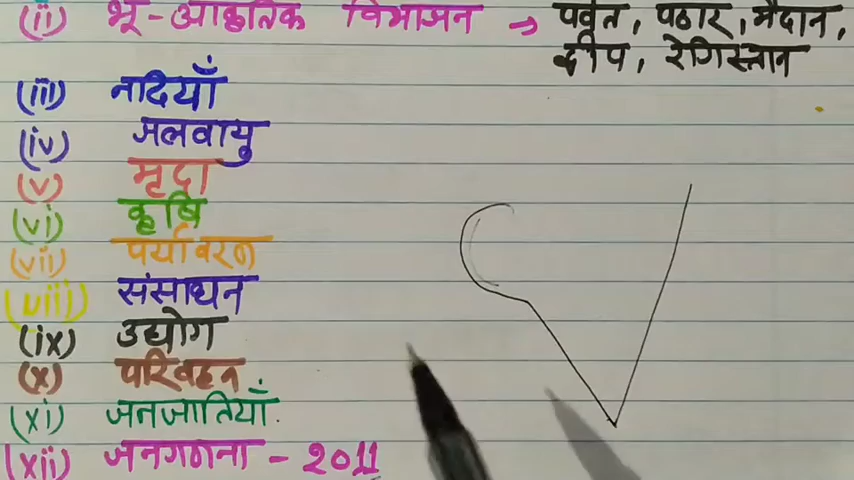 (ii) भू-आकृतिक विभाजन → पर्वत, पठार, मैदान,
द्वीप, रेगिस्तान
(iii) नदियाँ
(iv) जलवायु
(v) मृदा
(vi) कृषि
(vii) पर्यावरण
(viii) संसाधन
(ix) उद्योग
(x) परिवहन
(xi) जनजातियाँ
(xii) जनगणना - 2011